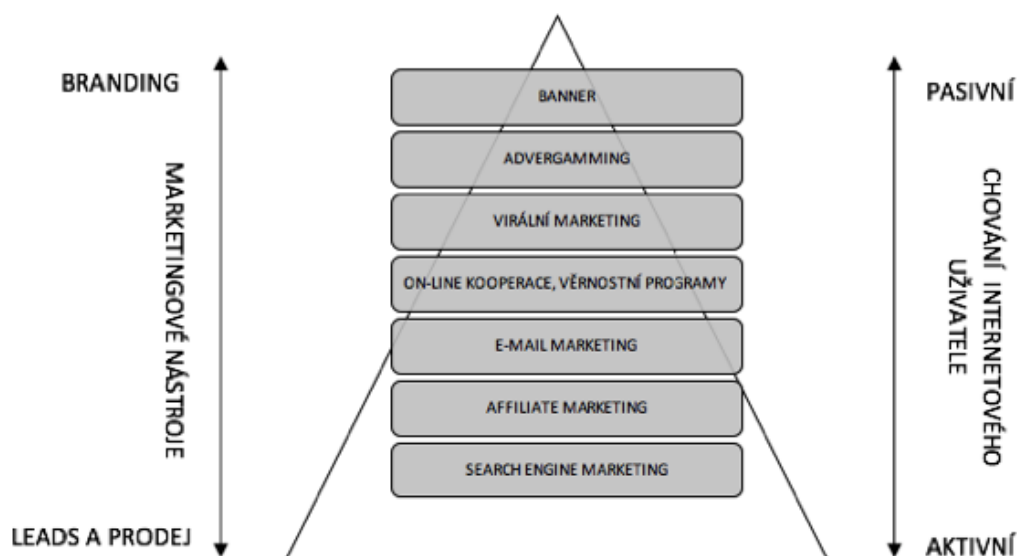 BRANDING
MARKETINGOVÉ NÁSTROJE
LEADS A PRODEJ
BANNER
ADVERGAMMING
VIRÁLNÍ MARKETING
ON-LINE KOOPERACE, VĚRNOSTNÍ PROGRAMY
E-MAIL MARKETING
AFFILIATE MARKETING
SEARCH ENGINE MARKETING
PASIVNÍ
CHOVÁNÍ INTERNETOVÉHO
UŽIVATELE
AKTIVNÍ